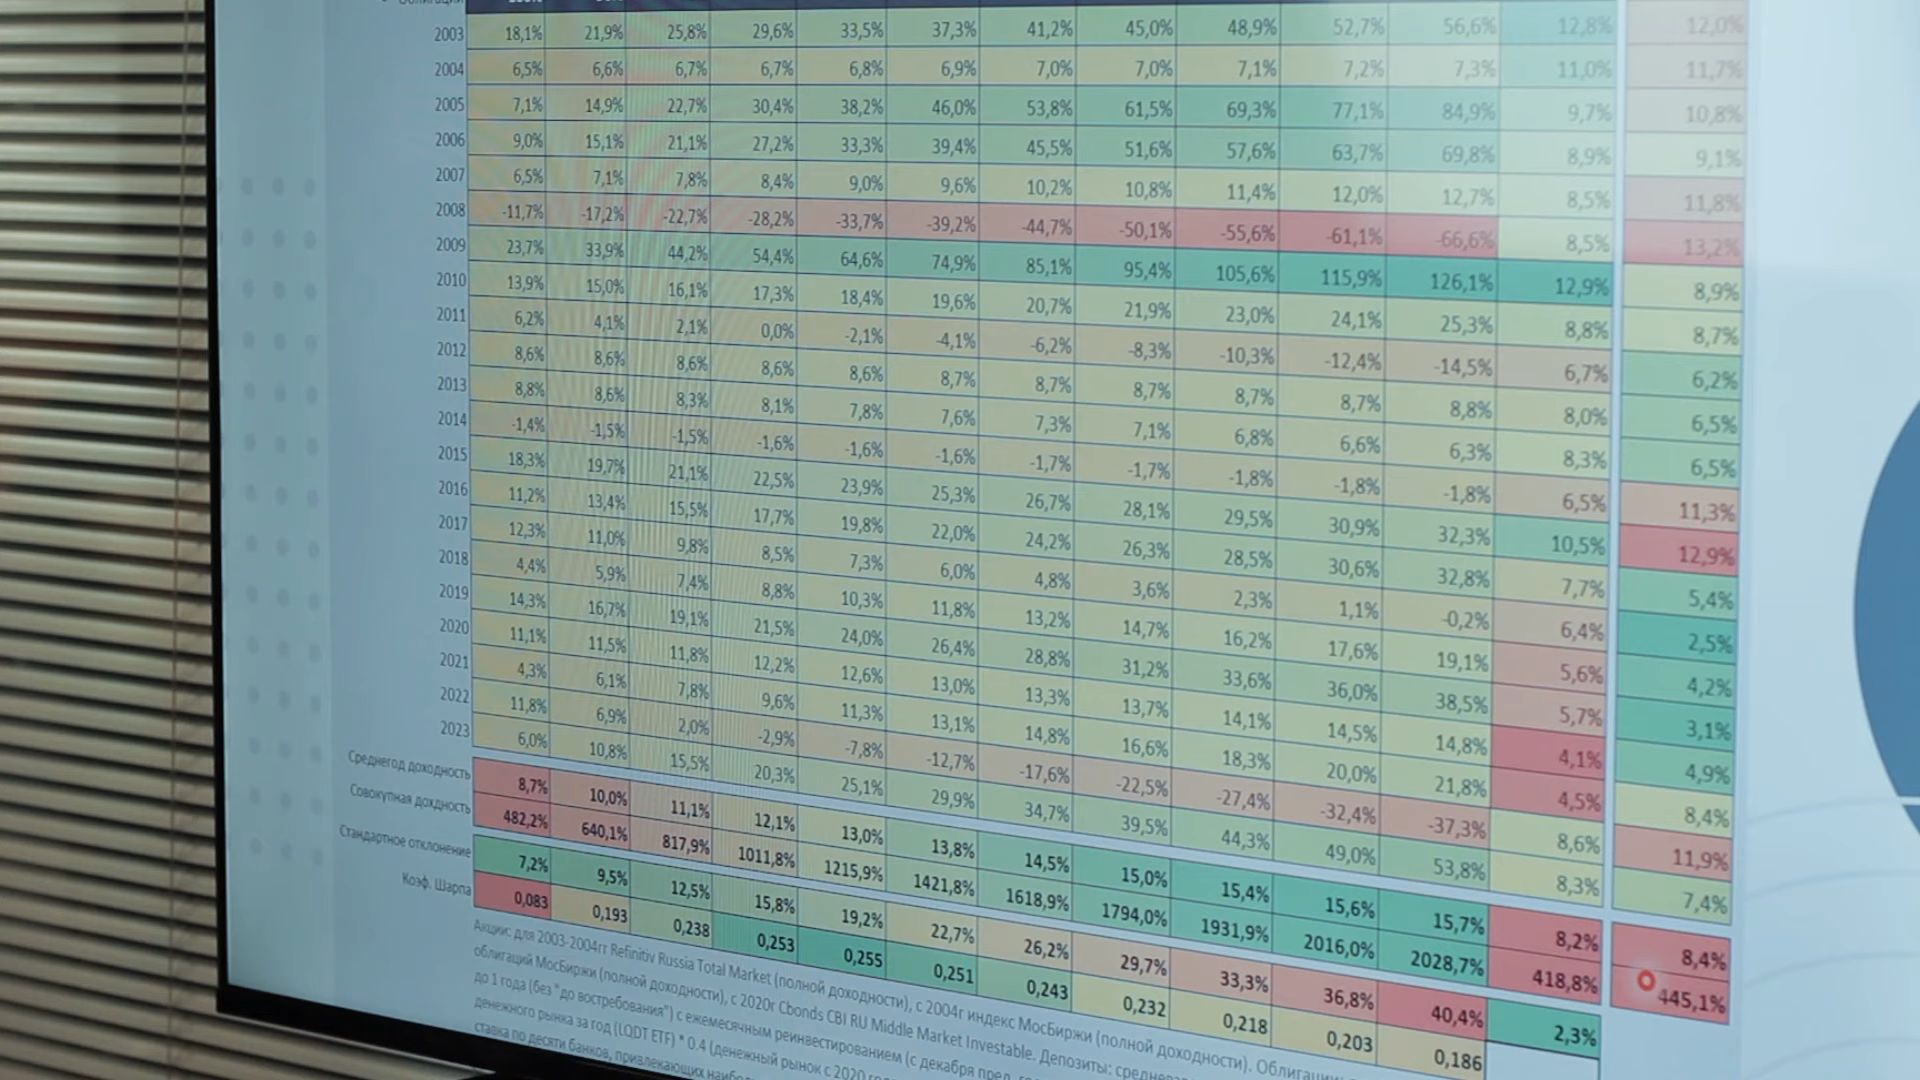 2003 18,1% 21,9% 25,8% 29,6% 33,5% 37,3% 41,2% 45,0% 48,9% 52,7% 56,6% 12,8% 12,0%
2004 6,5% 6,6% 6,7% 6,7% 6,8% 6,9% 7,0% 7,0% 7,1% 7,2% 7,3% 11,0% 11,7%
2005 7,1% 14,9% 22,7% 30,4% 38,2% 46,0% 53,8% 61,5% 69,3% 77,1% 84,9% 9,7% 10,8%
2006 9,0% 15,1% 21,1% 27,2% 33,3% 39,4% 45,5% 51,6% 57,6% 63,7% 69,8% 8,9% 9,1%
2007 6,5% 7,1% 7,8% 8,4% 9,0% 9,6% 10,2% 10,8% 11,4% 12,0% 12,7% 8,5% 11,8%
2008 -11,7% -17,2% -22,7% -28,2% -33,7% -39,2% -44,7% -50,1% -55,6% -61,1% -66,6% 8,5% 13,2%
2009 23,7% 33,9% 44,2% 54,4% 64,6% 74,9% 85,1% 95,4% 105,6% 115,9% 126,1% 12,9% 8,9%
2010 13,9% 15,0% 16,1% 17,3% 18,4% 19,6% 20,7% 21,9% 23,0% 24,1% 25,3% 8,8% 8,7%
2011 6,2% 4,1% 2,1% 0,0% -2,1% -4,1% -6,2% -8,3% -10,3% -12,4% -14,5% 6,7% 6,2%
2012 8,6% 8,6% 8,6% 8,6% 8,6% 8,7% 8,7% 8,7% 8,7% 8,7% 8,8% 8,0% 6,5%
2013 8,8% 8,6% 8,3% 8,1% 7,8% 7,6% 7,3% 7,1% 6,8% 6,6% 6,3% 8,3% 6,5%
2014 -1,4% -1,5% -1,5% -1,6% -1,6% -1,6% -1,7% -1,7% -1,8% -1,8% -1,8% 6,5% 11,3%
2015 18,3% 19,7% 21,1% 22,5% 23,9% 25,3% 26,7% 28,1% 29,5% 30,9% 32,3% 10,5% 12,9%
2016 11,2% 13,4% 15,5% 17,7% 19,8% 22,0% 24,2% 26,3% 28,5% 30,6% 32,8% 7,7% 5,4%
2017 12,3% 11,0% 9,8% 8,5% 7,3% 6,0% 4,8% 3,6% 2,3% 1,1% -0,2% 6,4% 2,5%
2018 4,4% 5,9% 7,4% 8,8% 10,3% 11,8% 13,2% 14,7% 16,2% 17,6% 19,1% 5,6% 4,2%
2019 14,3% 16,7% 19,1% 21,5% 24,0% 26,4% 28,8% 31,2% 33,6% 36,0% 38,5% 5,7% 3,1%
2020 11,1% 11,5% 11,8% 12,2% 12,6% 13,0% 13,3% 13,7% 14,1% 14,5% 14,8% 4,1% 4,9%
2021 4,3% 6,1% 7,8% 9,6% 11,3% 13,1% 14,8% 16,6% 18,3% 20,0% 21,8% 4,5% 8,4%
2022 11,8% 6,9% 2,0% -2,9% -7,8% -12,7% -17,6% -22,5% -27,4% -32,4% -37,3% 8,6% 11,9%
2023 6,0% 10,8% 15,5% 20,3% 25,1% 29,9% 34,7% 39,5% 44,3% 49,0% 53,8% 8,3% 7,4%
Среднегод доходность 8,7% 10,0% 11,1% 12,1% 13,0% 13,8% 14,5% 15,0% 15,4% 15,6% 15,7% 8,2% 8,4%
Совокупная доходность 482,2% 640,1% 817,9% 1011,8% 1215,9% 1421,8% 1618,9% 1794,0% 1931,9% 2016,0% 2028,7% 418,8% 445,1%
Стандартное отклонение 7,2% 9,5% 12,5% 15,8% 19,2% 22,7% 26,2% 29,7% 33,3% 36,8% 40,4% 2,3%
Коэф. Шарпа 0,083 0,193 0,238 0,253 0,255 0,251 0,243 0,232 0,218 0,203 0,186
Акции: для 2003-2004гг Refinitiv Russia Total Market (полной доходности), с 2004г индекс МосБиржи (полной доходности). Облигации:
облигаций МосБиржи (полной доходности), с 2020г Cbonds CBI RU Middle Market Investable. Депозиты:
до 1 года (без "до востребования") с ежемесячным реинвестированием (с декабря пред.
денежного рынка за год (LQDT ETF) * 0.4 (денежный рынок с 2020
ставка по десяти банков, привлекающих